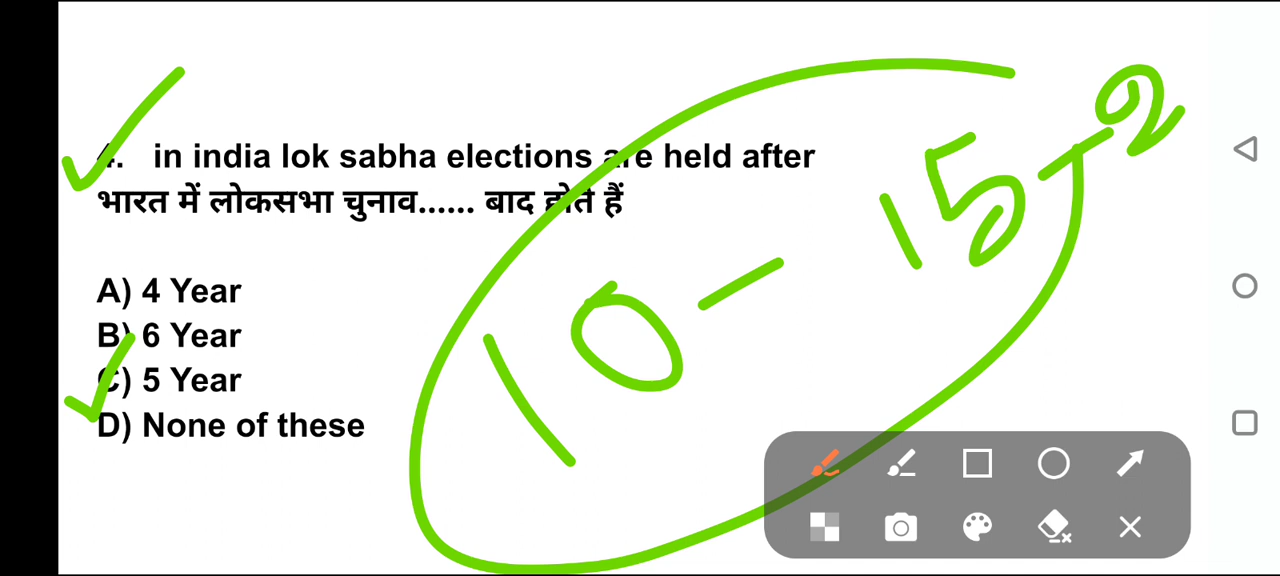 4. in india lok sabha elections are held after
भारत में लोकसभा चुनाव...... बाद होते हैं
A) 4 Year
B) 6 Year
C) 5 Year
D) None of these
10 - 15 - 2